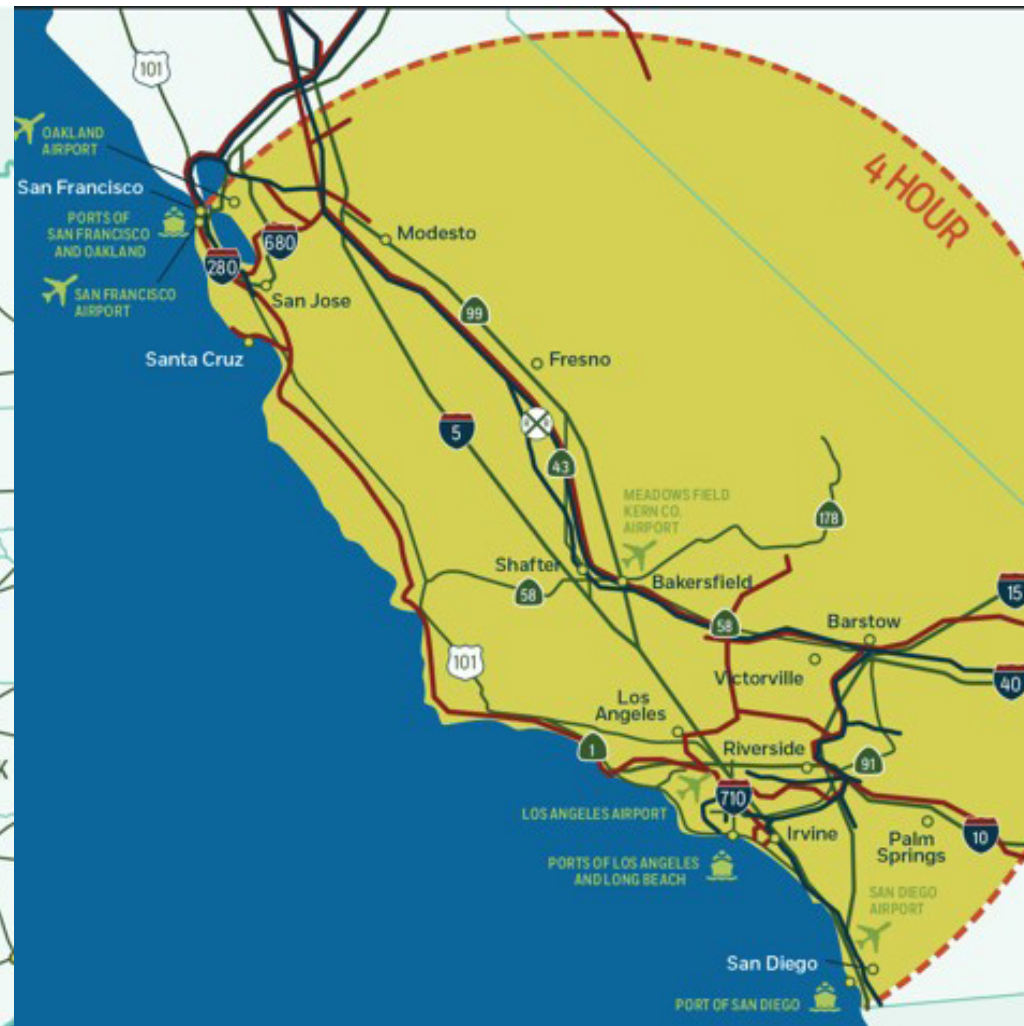 101
OAKLAND
AIRPORT
San Francisco
PORTS OF
SAN FRANCISCO
AND OAKLAND
4 HOUR
680
280
Modesto
SAN FRANCISCO
AIRPORT
San Jose
99
Santa Cruz
Fresno
5
43
MEADOWS FIELD
KERN CO.
AIRPORT
178
Shafter
58
Bakersfield
15
58
Barstow
101
Victorville
40
Los
Angeles
1
Riverside
91
710
LOS ANGELES AIRPORT
Irvine
10
Palm
Springs
PORTS OF LOS ANGELES
AND LONG BEACH
SAN DIEGO
AIRPORT
San Diego
PORT OF SAN DIEGO